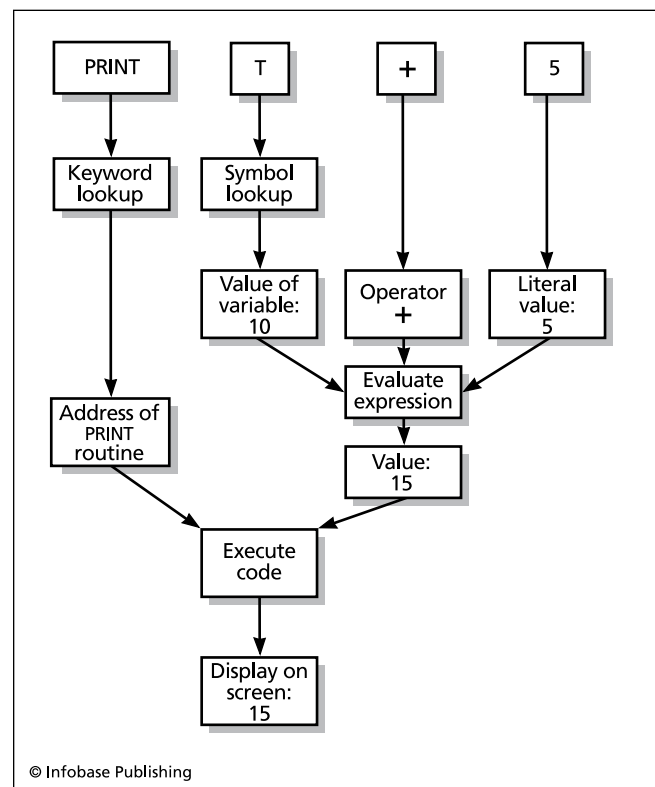 PRINT
T
+
5
Keyword
lookup
Symbol
lookup
Value of
variable:
10
Operator
+
Literal
value:
5
Evaluate
expression
Address of
PRINT
routine
Value:
15
Execute
code
Display on
screen:
15
© Infobase Publishing